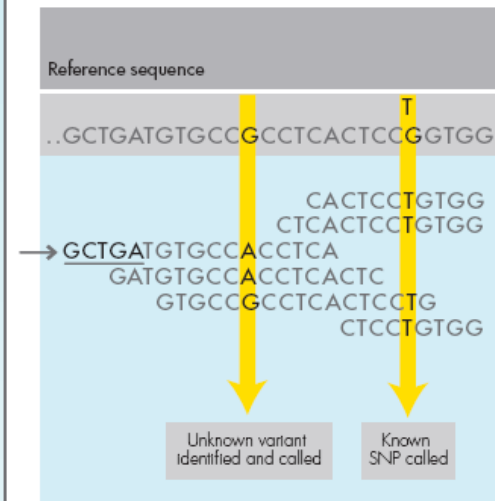 Reference sequence
T
..GCTGATGTGCCGCCTCACTCCGGTGG
CACTCCTGTGG
CTCACTCCTGTGG
GCTGATGTGCCACCTCA
GATGTGCCACCTCACTC
GTGCCGCCTCACTCCTG
CTCCTGTGG
Unknown variant
identified and called
Known
SNP called